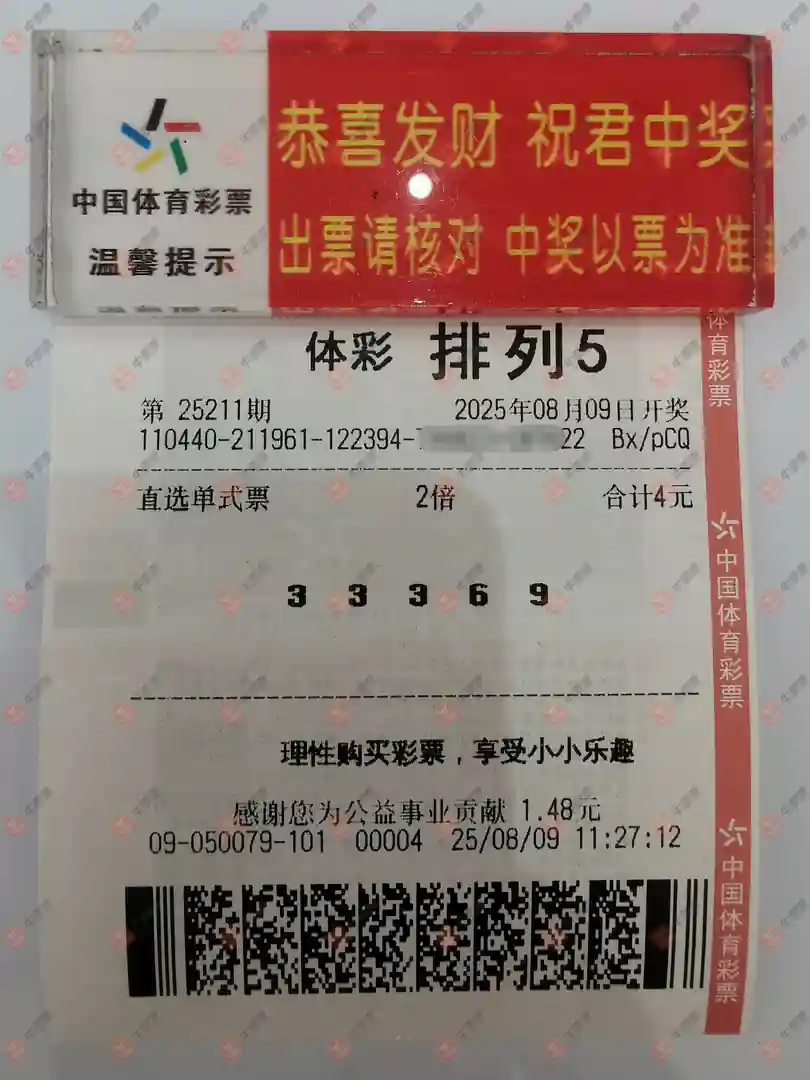 恭喜发财 祝君中奖
中国体育彩票
出票请核对 中奖以票为准
温馨提示
体彩 排列5
第 25211期 2025年08月09日开奖
110440-211961-122394- 22 Bx/pCQ
直选单式票 2倍 合计4元
3 3 3 6 9
理性购买彩票，享受小小乐趣
感谢您为公益事业贡献 1.48元
09-050079-101 00004 25/08/09 11:27:12
体育彩票
中国体育彩票
中国体育彩票